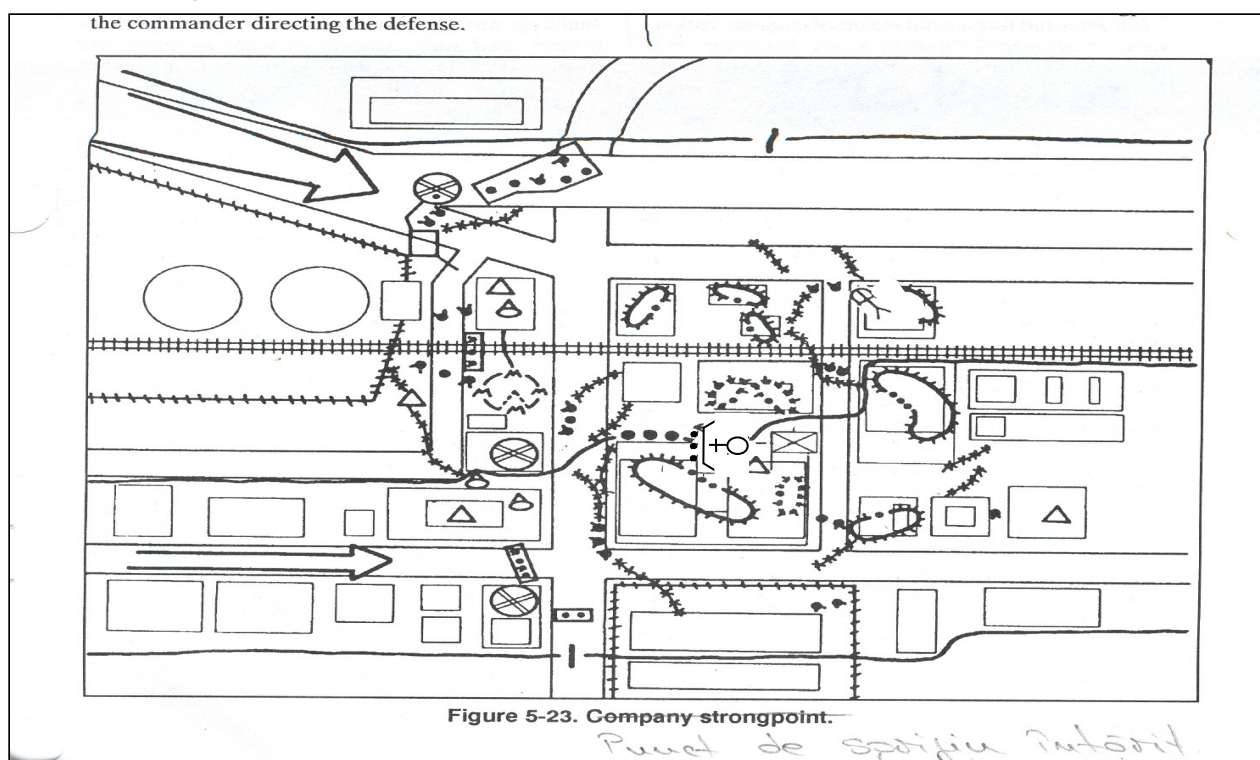 the commander directing the defense.
Figure 5-23. Company strongpoint.
Punct de sprijin întărit.